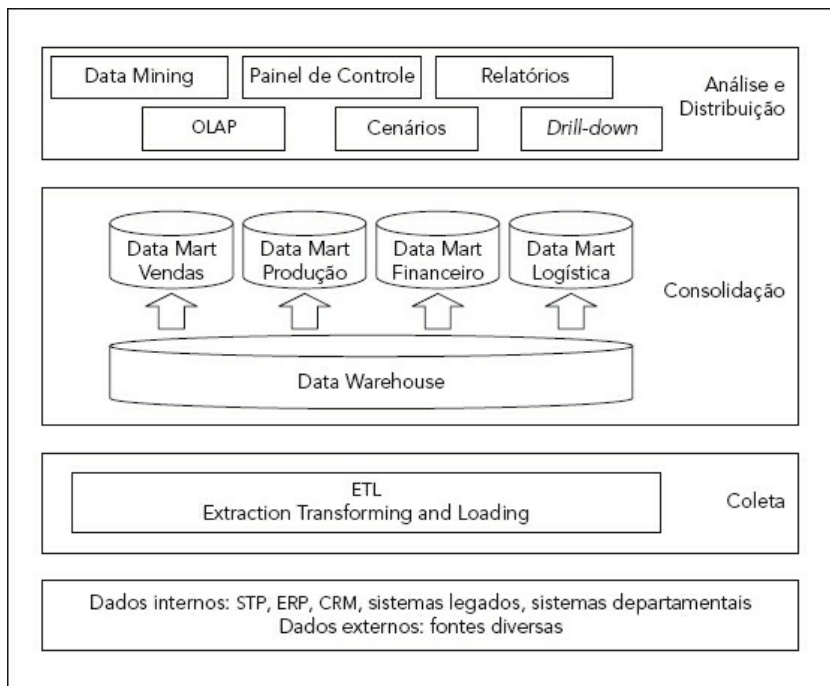 Data Mining
Painel de Controle
Relatórios
Análise e
Distribuição
OLAP
Cenários
Drill-down
Data Mart
Vendas
Data Mart
Produção
Data Mart
Financeiro
Data Mart
Logística
Consolidação
Data Warehouse
ETL
Extraction Transforming and Loading
Coleta
Dados internos: STP, ERP, CRM, sistemas legados, sistemas departamentais
Dados externos: fontes diversas